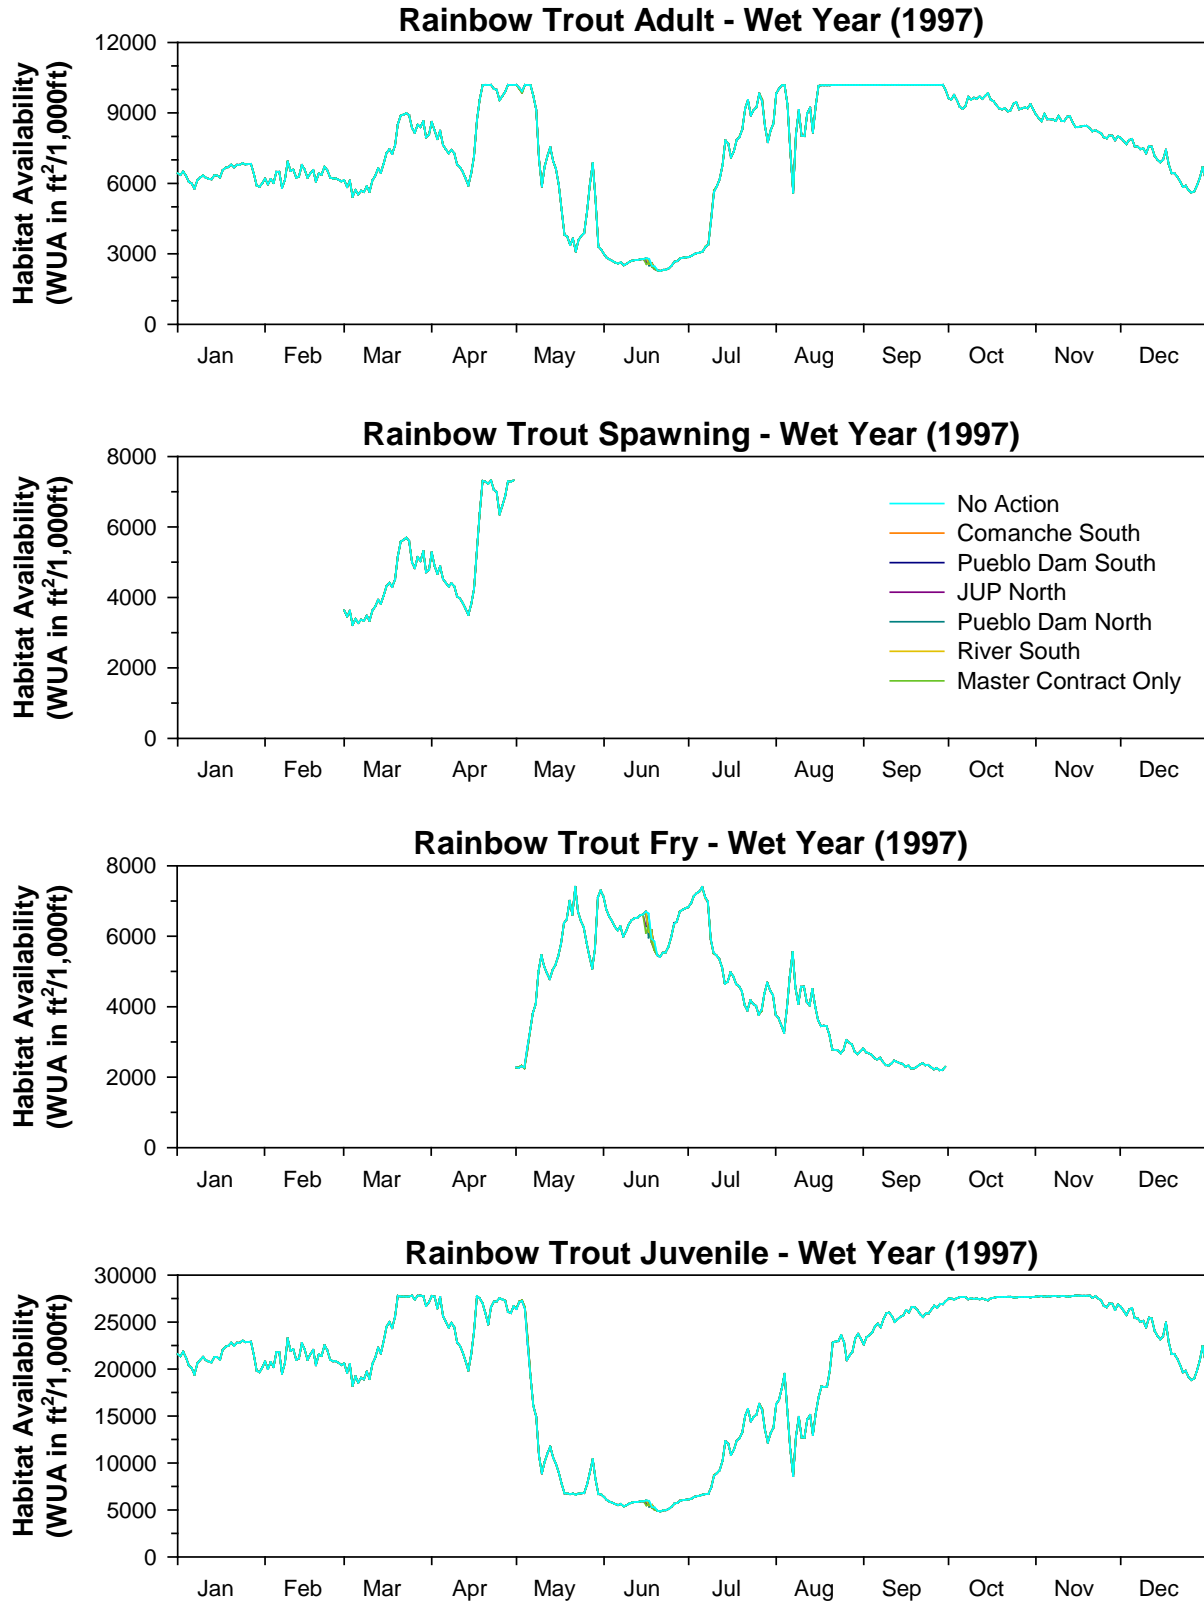 Rainbow Trout Adult - Wet Year (1997)
Habitat Availability
(WUA in ft²/1,000ft)
12000
9000
6000
3000
0
Jan Feb Mar Apr May Jun Jul Aug Sep Oct Nov Dec
Rainbow Trout Spawning - Wet Year (1997)
Habitat Availability
(WUA in ft²/1,000ft)
8000
6000
4000
2000
0
No Action
Comanche South
Pueblo Dam South
JUP North
Pueblo Dam North
River South
Master Contract Only
Jan Feb Mar Apr May Jun Jul Aug Sep Oct Nov Dec
Rainbow Trout Fry - Wet Year (1997)
Habitat Availability
(WUA in ft²/1,000ft)
8000
6000
4000
2000
0
Jan Feb Mar Apr May Jun Jul Aug Sep Oct Nov Dec
Rainbow Trout Juvenile - Wet Year (1997)
Habitat Availability
(WUA in ft²/1,000ft)
30000
25000
20000
15000
10000
5000
0
Jan Feb Mar Apr May Jun Jul Aug Sep Oct Nov Dec